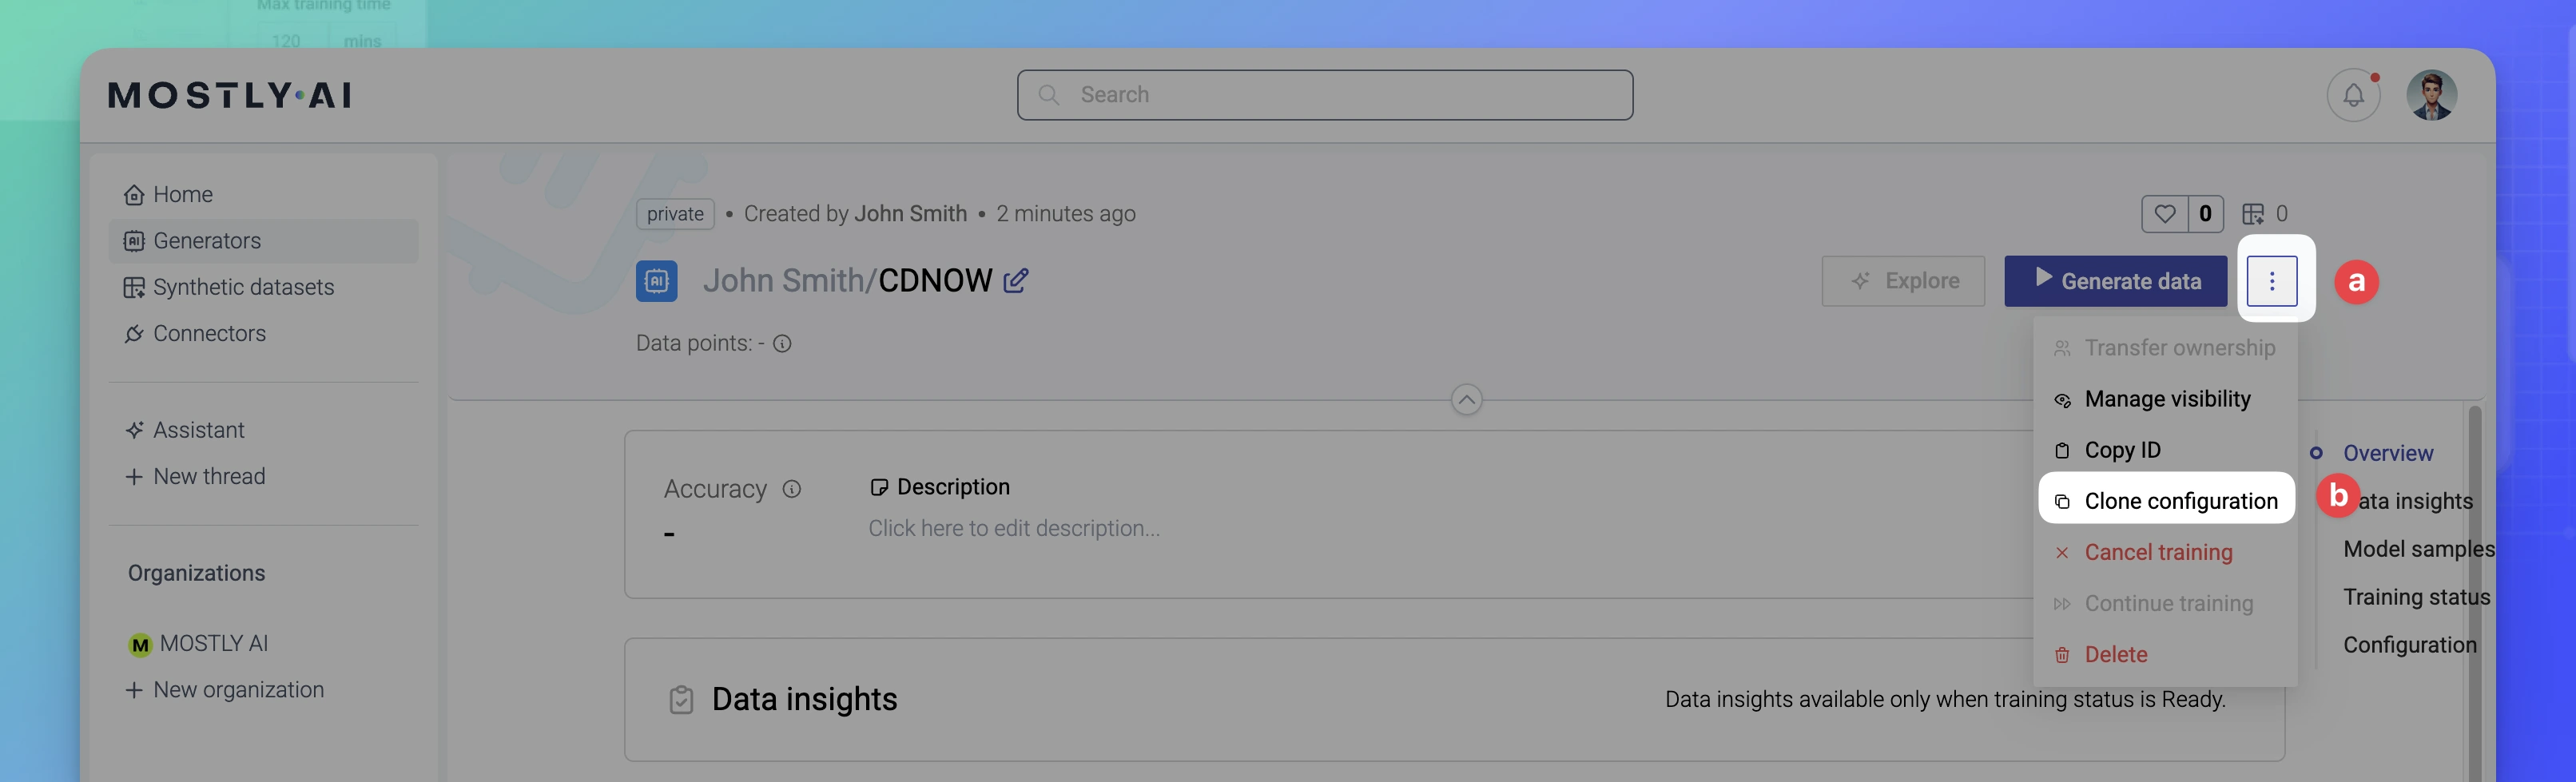 Max training time
120 mins
MOSTLY·AI
Search
Home
Generators
Synthetic datasets
Connectors
Assistant
New thread
Organizations
M MOSTLY AI
New organization
private • Created by John Smith • 2 minutes ago
0 0
AI John Smith/CDNOW
Explore
Generate data
a
Data points: -
Transfer ownership
Manage visibility
Copy ID
Clone configuration
b
Cancel training
Continue training
Delete
Accuracy
-
Description
Click here to edit description...
Overview
ata insights
Model samples
Training status
Configuration
Data insights
Data insights available only when training status is Ready.